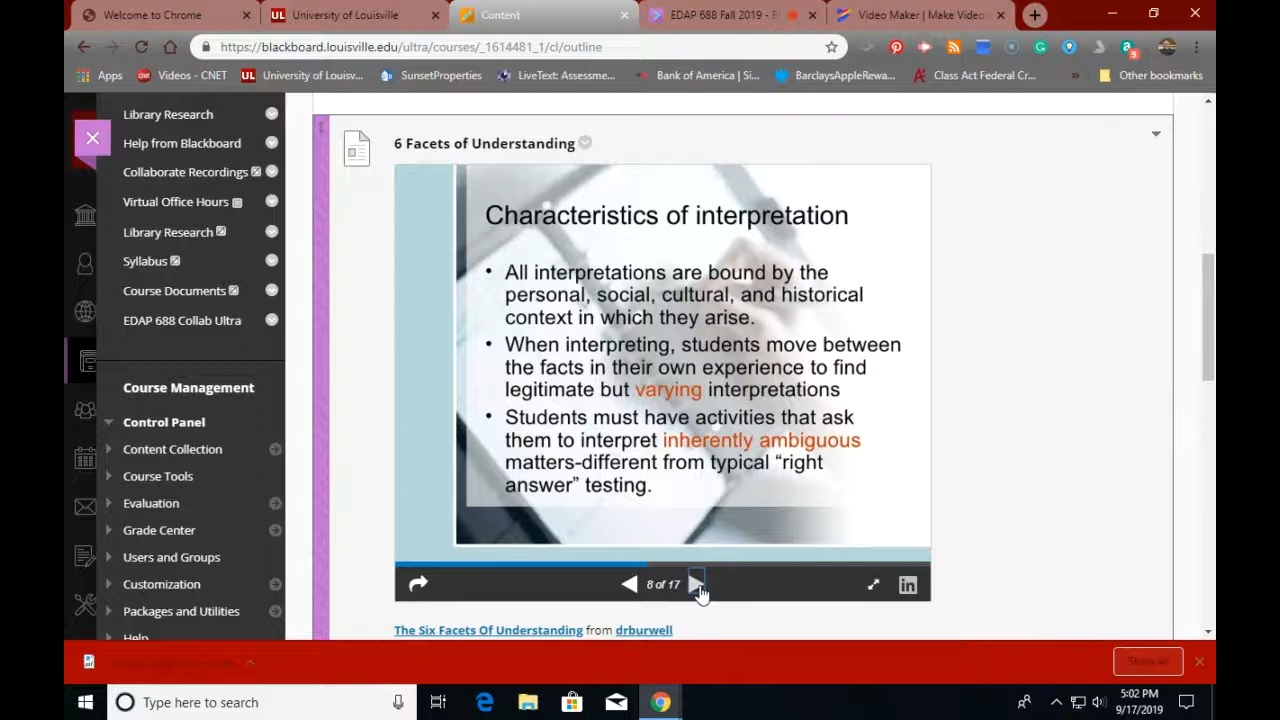 Welcome to Chrome
University of Louisville
Content
EDAP 688 Fall 2019 - E
Video Maker | Make Video
https://blackboard.louisville.edu/ultra/courses/_1614481_1/cl/outline
9
Apps
Videos - CNET
University of Louisv...
SunsetProperties
LiveText: Assessme...
Bank of America | Si...
BarclaysAppleRewa...
Class Act Federal Cr...
»
Other bookmarks
Library Research
Help from Blackboard
Collaborate Recordings
Virtual Office Hours
Library Research
Syllabus
Course Documents
EDAP 688 Collab Ultra
Course Management
Control Panel
Content Collection
Course Tools
Evaluation
Grade Center
Users and Groups
Customization
Packages and Utilities
Help
6 Facets of Understanding
Characteristics of interpretation
• All interpretations are bound by the
personal, social, cultural, and historical
context in which they arise.
• When interpreting, students move between
the facts in their own experience to find
legitimate but varying interpretations
• Students must have activities that ask
them to interpret inherently ambiguous
matters-different from typical “right
answer” testing.
8 of 17
in
The Six Facets Of Understanding from drburwell
Show all
Type here to search
5:02 PM
9/17/2019